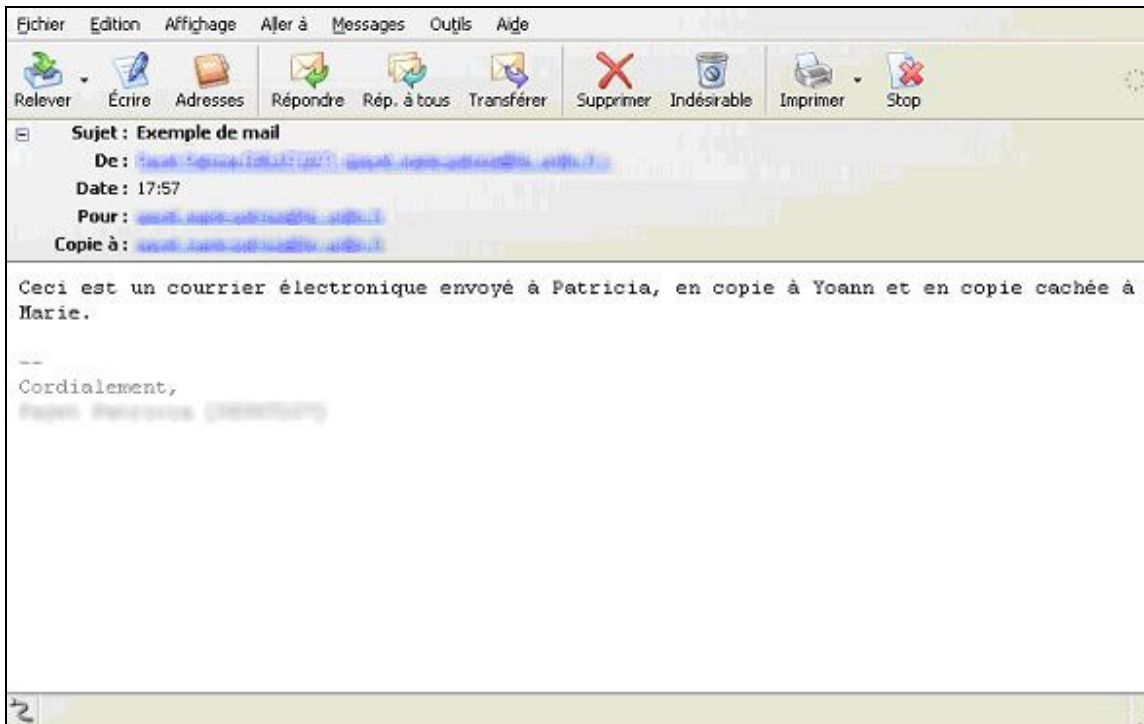 Fichier Edition Affichage Aller à Messages Outils Aide
Relever Écrire Adresses Répondre Rép. à tous Transférer Supprimer Indésirable Imprimer Stop
Sujet : Exemple de mail
De :
Date : 17:57
Pour :
Copie à :
Ceci est un courrier électronique envoyé à Patricia, en copie à Yoann et en copie cachée à
Marie.
--
Cordialement,